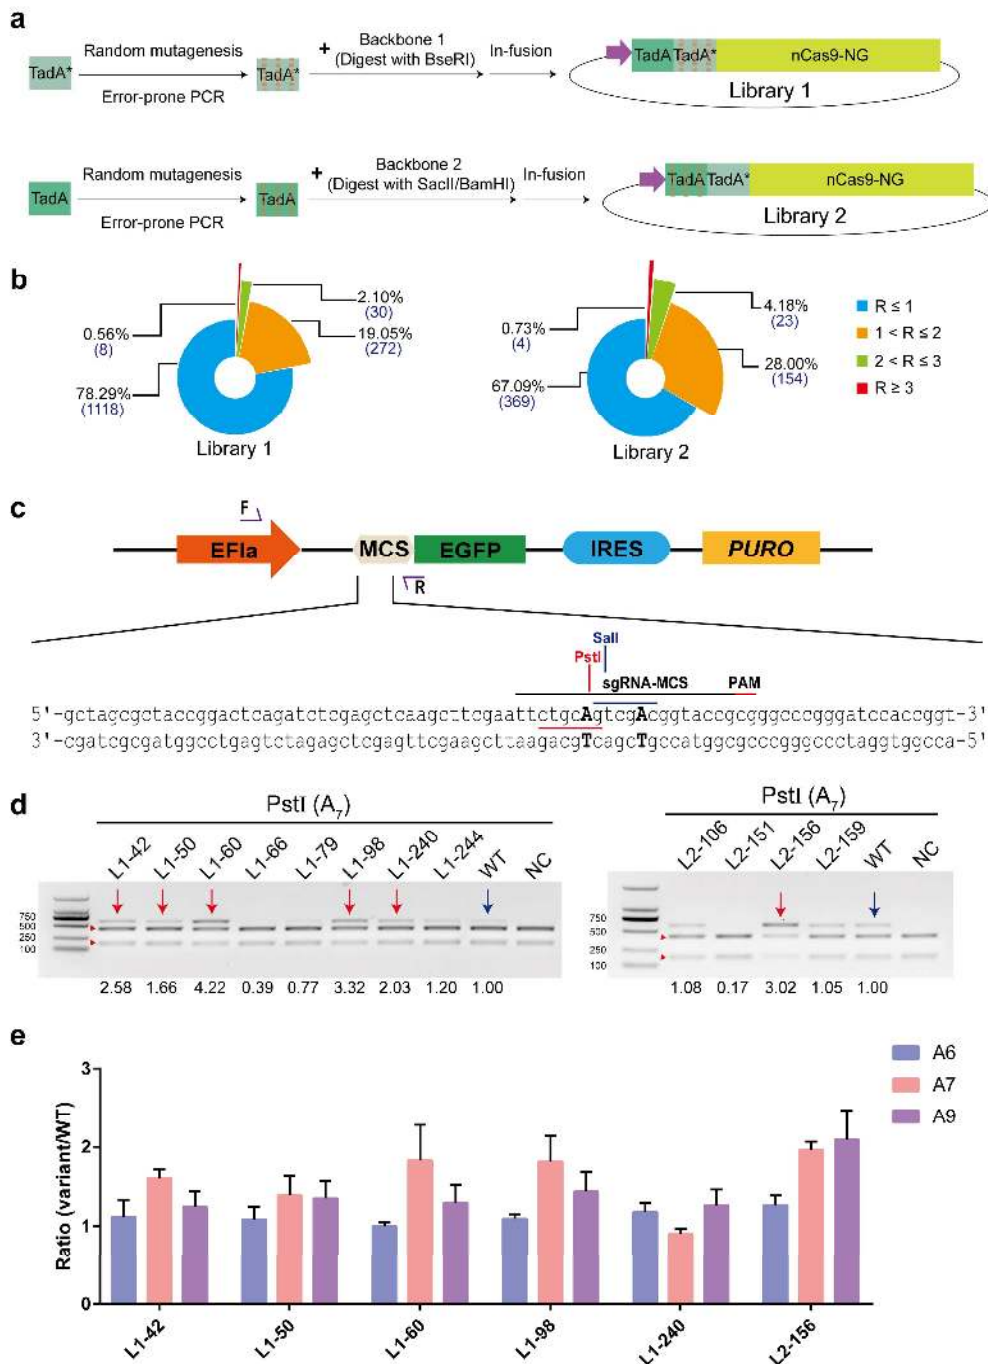 a
TadA*
Random mutagenesis
Error-prone PCR
TadA*
+
Backbone 1
(Digest with BseRI)
In-fusion
TadA TadA* nCas9-NG
Library 1
TadA
Random mutagenesis
Error-prone PCR
TadA
+
Backbone 2
(Digest with SacII/BamHI)
In-fusion
TadA TadA* nCas9-NG
Library 2
b
0.56%
(8)
2.10%
(30)
19.05%
(272)
78.29%
(1118)
Library 1
0.73%
(4)
4.18%
(23)
28.00%
(154)
67.09%
(369)
Library 2
R ≤ 1
1 < R ≤ 2
2 < R ≤ 3
R ≥ 3
c
F
EFIa MCS EGFP IRES PURO
R
SalI
PstI
sgRNA-MCS PAM
5'-gctagcgctaccggactcagatctcgagctcaagcttcgaattctgcAgtcgAcggtaccgcgggcccgggatccaccggt-3'
3'-cgatcgcgatggcctgagtctagagctcgagttcgaagcttaagacgTcagcTgccatggcgcccgggccctaggtggcca-5'
d
PstI (A7)
L1-42 L1-50 L1-60 L1-66 L1-79 L1-98 L1-240 L1-244 WT NC
750
500
250
100
2.58 1.66 4.22 0.39 0.77 3.32 2.03 1.20 1.00
PstI (A7)
L2-106 L2-151 L2-156 L2-159 WT NC
750
500
250
100
1.08 0.17 3.02 1.05 1.00
e
Ratio (variant/WT)
3
2
1
0
L1-42 L1-50 L1-60 L1-98 L1-240 L2-156
A6
A7
A9